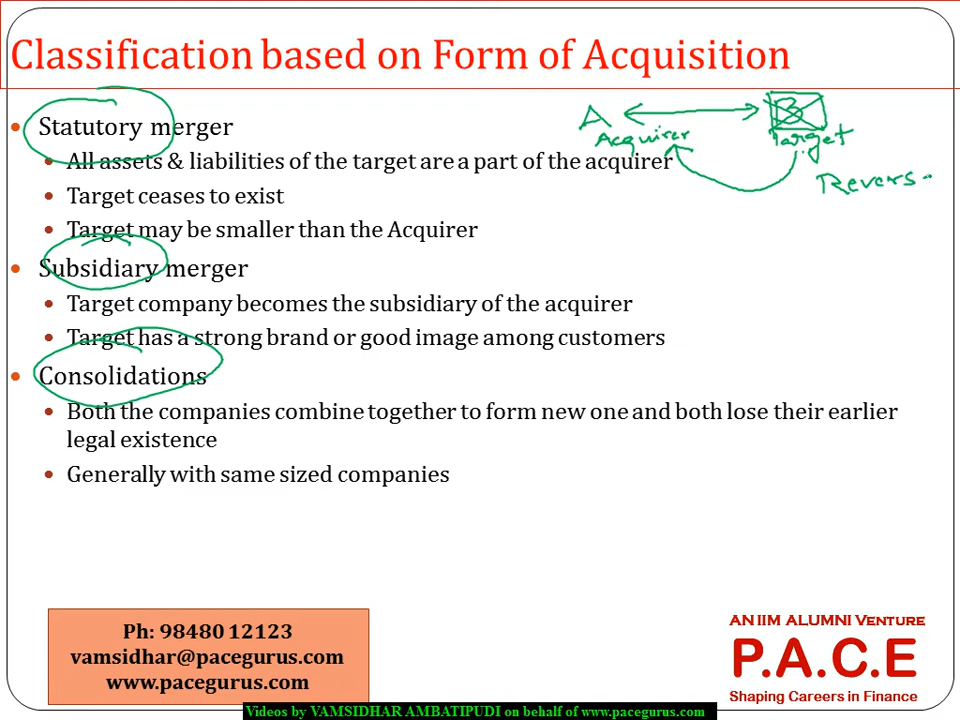 Classification based on Form of Acquisition
• Statutory merger
• All assets & liabilities of the target are a part of the acquirer
• Target ceases to exist
• Target may be smaller than the Acquirer
• Subsidiary merger
• Target company becomes the subsidiary of the acquirer
• Target has a strong brand or good image among customers
• Consolidations
• Both the companies combine together to form new one and both lose their earlier
legal existence
• Generally with same sized companies
A B
Acquirer Target
Revers
Ph: 98480 12123
vamsidhar@pacegurus.com
www.pacegurus.com
AN IIM ALUMNI VENTURE
P.A.C.E
Shaping Careers in Finance
Videos by VAMSIDHAR AMBATIPUDI on behalf of www.pacegurus.com